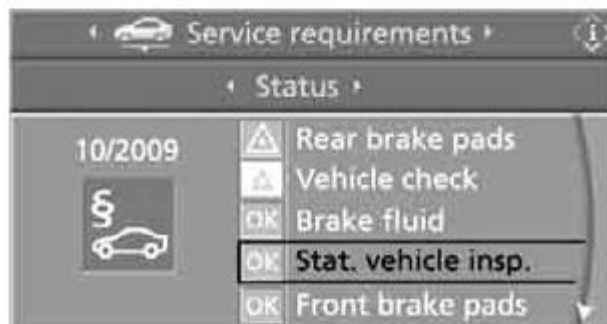 Service requirements
i
Status
10/2009
§
Rear brake pads
Vehicle check
OK Brake fluid
OK Stat. vehicle insp.
OK Front brake pads